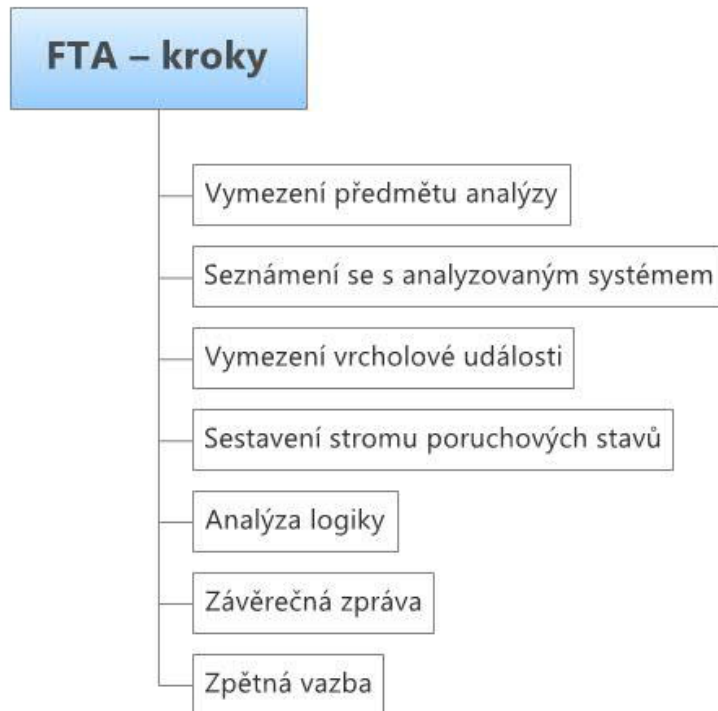 FTA – kroky
Vymezení předmětu analýzy
Seznámení se s analyzovaným systémem
Vymezení vrcholové události
Sestavení stromu poruchových stavů
Analýza logiky
Závěrečná zpráva
Zpětná vazba